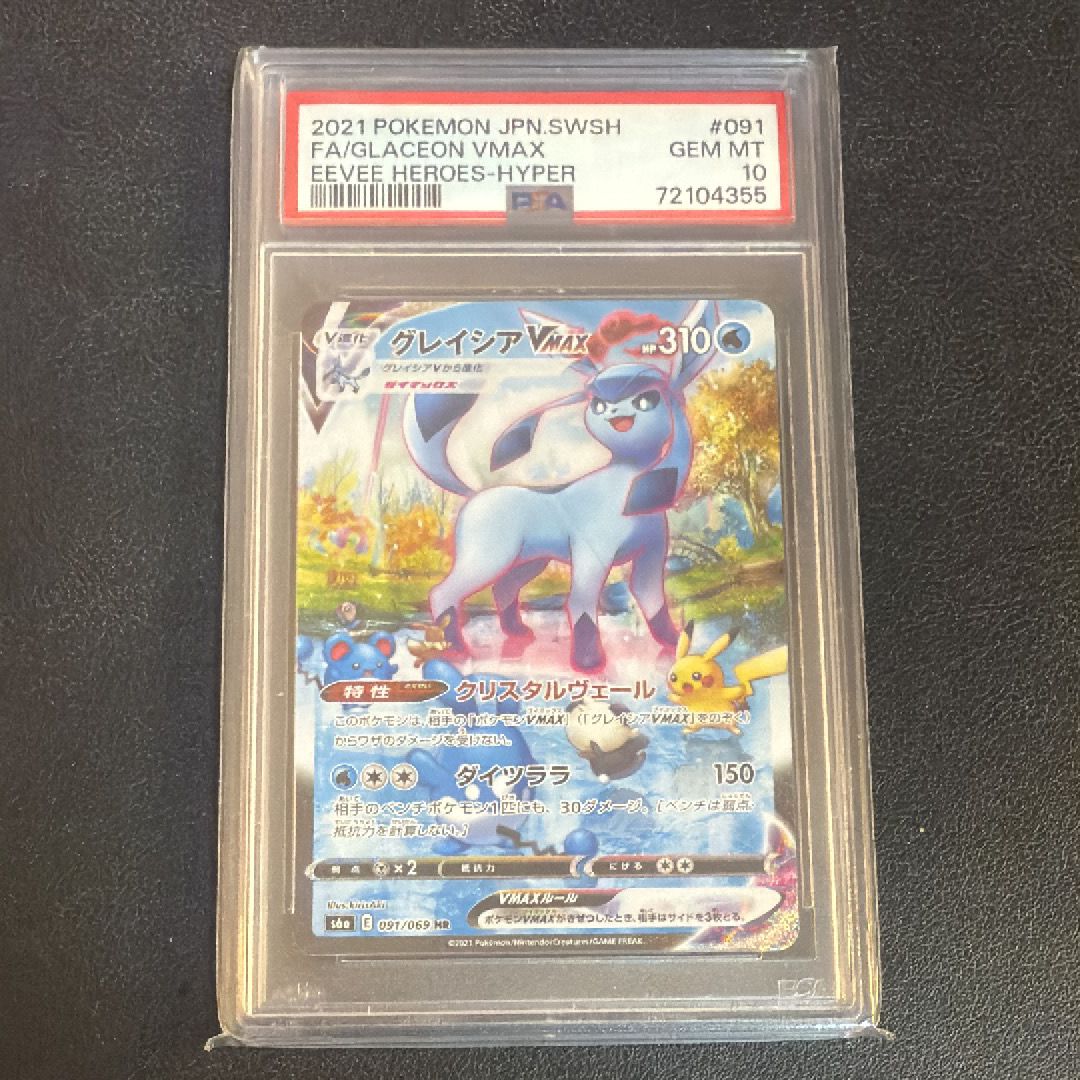 2021 POKEMON JPN.SWSH #091
FA/GLACEON VMAX GEM MT
EEVEE HEROES-HYPER 10
72104355
PSA
V進化 グレイシアVMAX HP310
グレイシアVから進化
ダイマックス
特性 クリスタルヴェール
このポケモンは、相手の「ポケモンVMAX」(「グレイシアVMAX」をのぞく)
からワザのダメージを受けない。
ダイツララ 150
相手のベンチポケモン1匹にも、30ダメージ。[ベンチは弱点・
抵抗力を計算しない。]
弱点 ×2 抵抗力 にげる
VMAXルール
ポケモンVMAXがきぜつしたとき、相手はサイドを3枚とる。
s6a E 091/069 HR
©2021 Pokémon/Nintendo/Creatures/GAME FREAK.